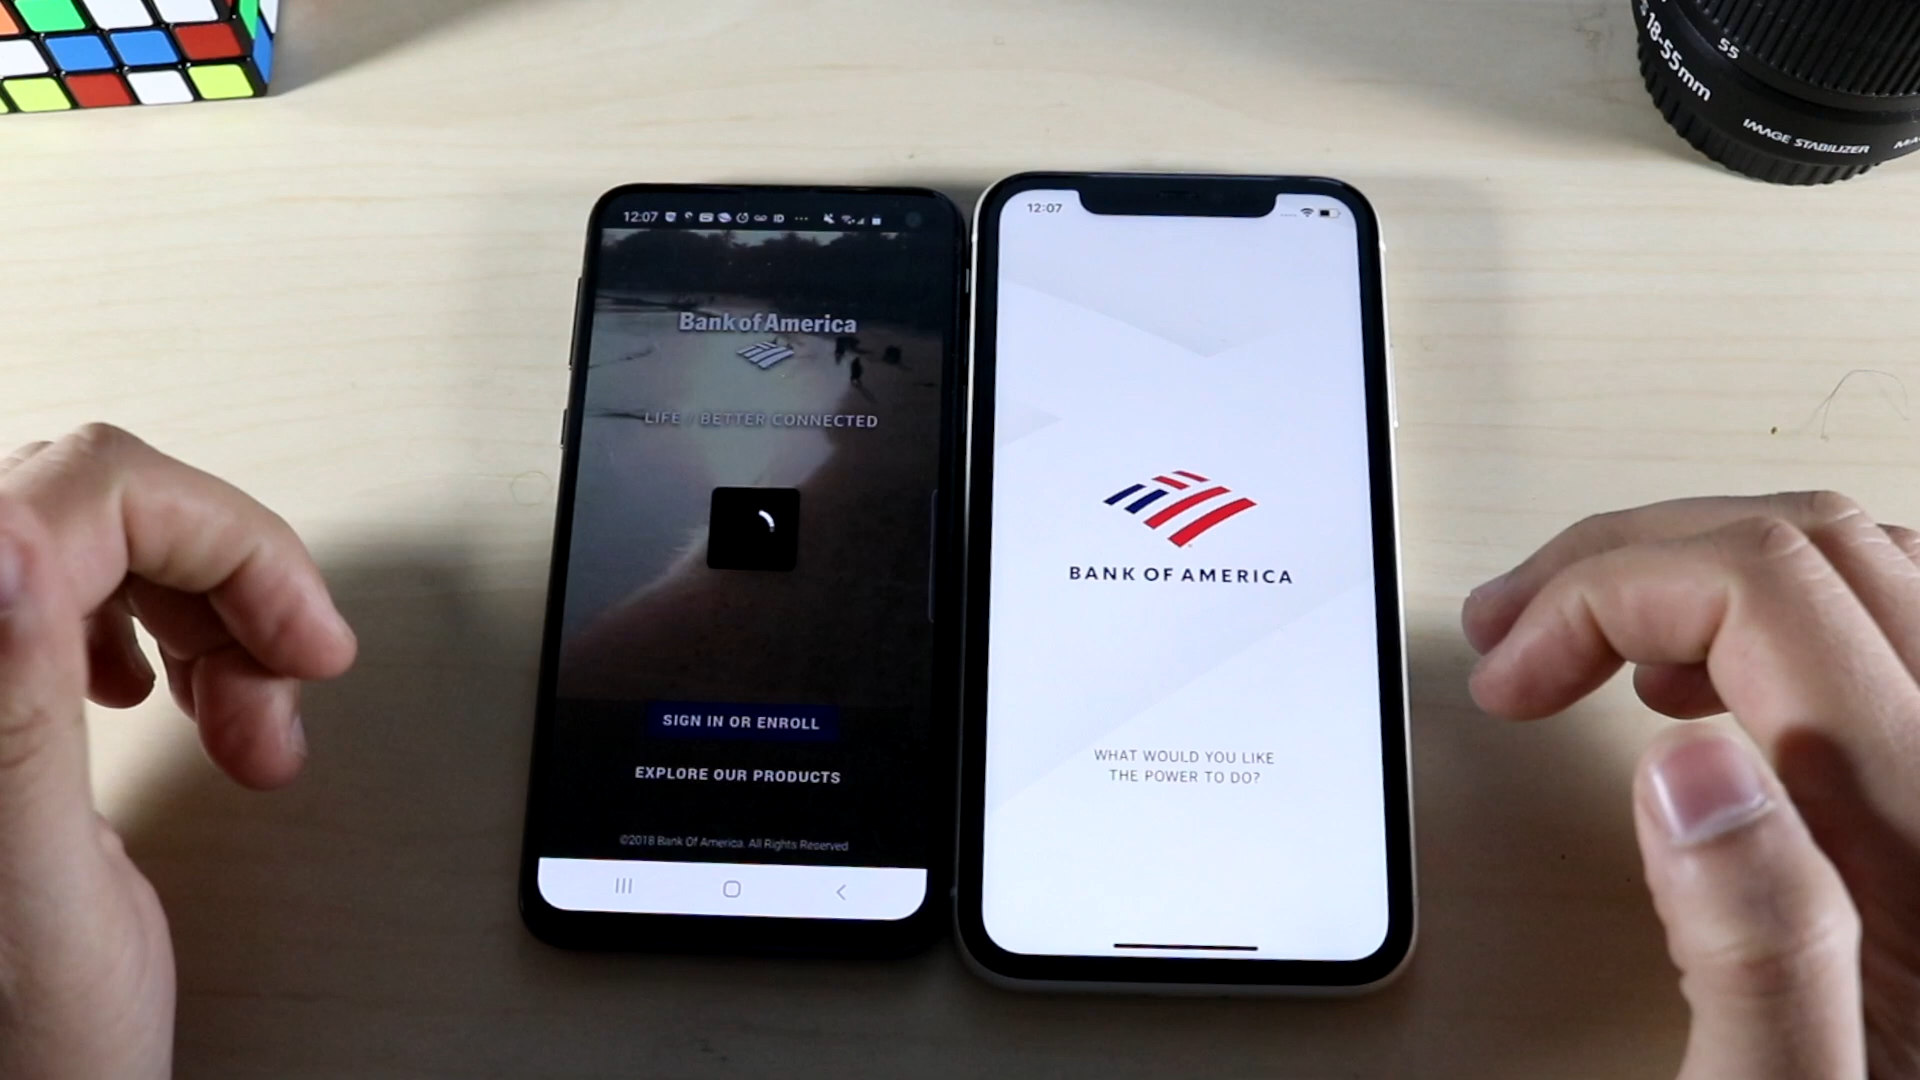 18-55mm
55
IMAGE STABILIZER
12:07
ID
Bank of America
LIFE / BETTER CONNECTED
SIGN IN OR ENROLL
EXPLORE OUR PRODUCTS
©2018 Bank Of America. All Rights Reserved
12:07
BANK OF AMERICA
WHAT WOULD YOU LIKE
THE POWER TO DO?